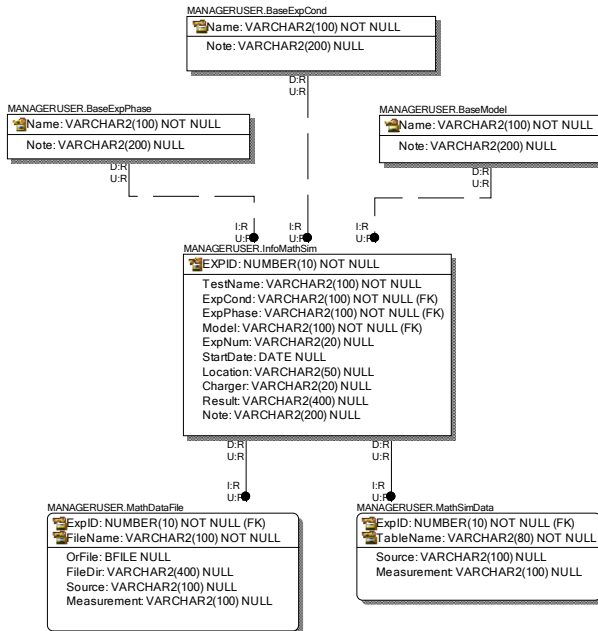 MANAGERUSER.BaseExpCond
Name: VARCHAR2(100) NOT NULL
Note: VARCHAR2(200) NULL
D:R
U:R
MANAGERUSER.BaseExpPhase
Name: VARCHAR2(100) NOT NULL
Note: VARCHAR2(200) NULL
D:R
U:R
MANAGERUSER.BaseModel
Name: VARCHAR2(100) NOT NULL
Note: VARCHAR2(200) NULL
D:R
U:R
I:R
U:R
I:R
U:R
I:R
U:R
MANAGERUSER.InfoMathSim
EXPID: NUMBER(10) NOT NULL
TestName: VARCHAR2(100) NOT NULL
ExpCond: VARCHAR2(100) NOT NULL (FK)
ExpPhase: VARCHAR2(100) NOT NULL (FK)
Model: VARCHAR2(100) NOT NULL (FK)
ExpNum: VARCHAR2(20) NULL
StartDate: DATE NULL
Location: VARCHAR2(50) NULL
Charger: VARCHAR2(20) NULL
Result: VARCHAR2(400) NULL
Note: VARCHAR2(200) NULL
D:R
U:R
D:R
U:R
I:R
U:R
I:R
U:R
MANAGERUSER.MathDataFile
ExpID: NUMBER(10) NOT NULL (FK)
FileName: VARCHAR2(100) NOT NULL
OrFile: BFILE NULL
FileDir: VARCHAR2(400) NULL
Source: VARCHAR2(100) NULL
Measurement: VARCHAR2(100) NULL
MANAGERUSER.MathSimData
ExpID: NUMBER(10) NOT NULL (FK)
TableName: VARCHAR2(80) NOT NULL
Source: VARCHAR2(100) NULL
Measurement: VARCHAR2(100) NULL